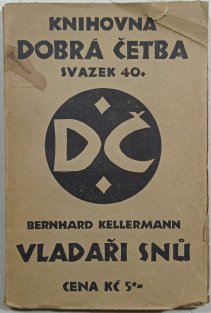 KNIHOVNA
DOBRÁ ČETBA
SVAZEK 40.
DČ
BERNHARD KELLERMANN
VLADAŘI SNŮ
CENA KČ 5·-